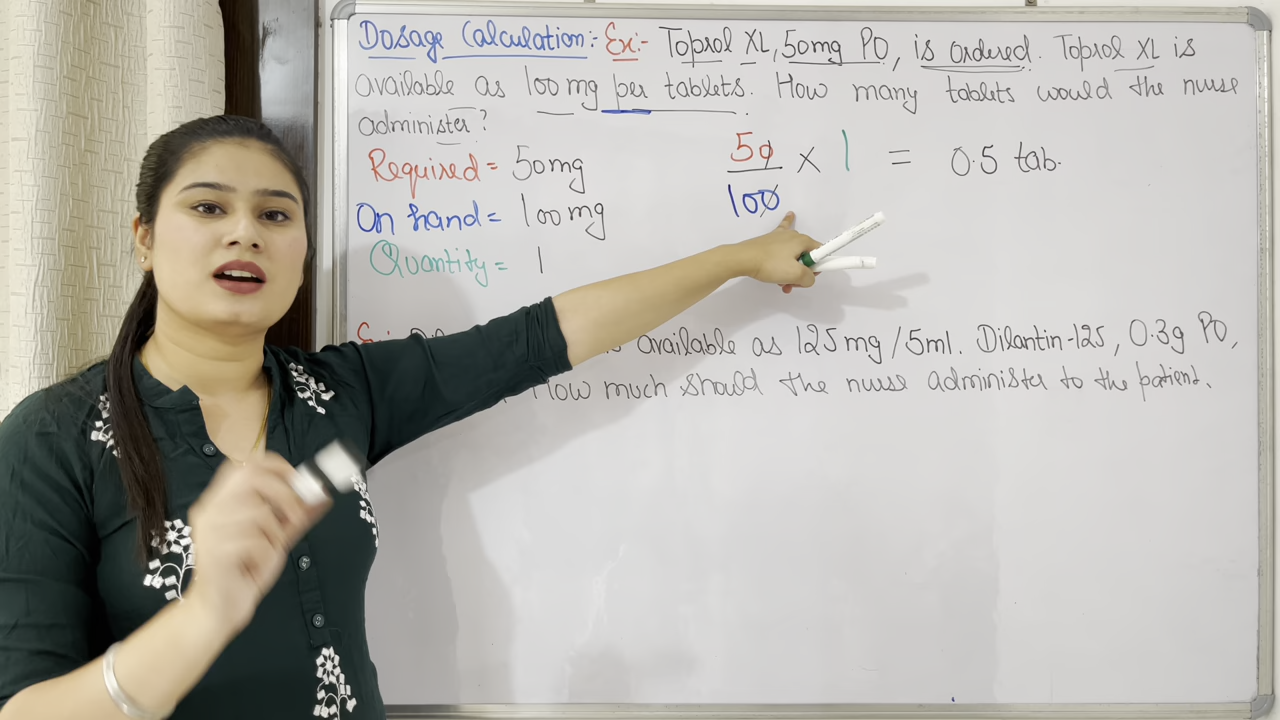 Dosage Calculation:- Ex:- Toprol XL, 50mg PO, is ordered. Toprol XL is
available as 100 mg per tablets. How many tablets would the nurse
administer?
Required = 50mg
On hand = 100mg
Quantity = 1
50/100 × 1 = 0.5 tab.
Ex:- available as 125 mg /5ml. Dilantin-125, 0.3g PO,
How much should the nurse administer to the patient.